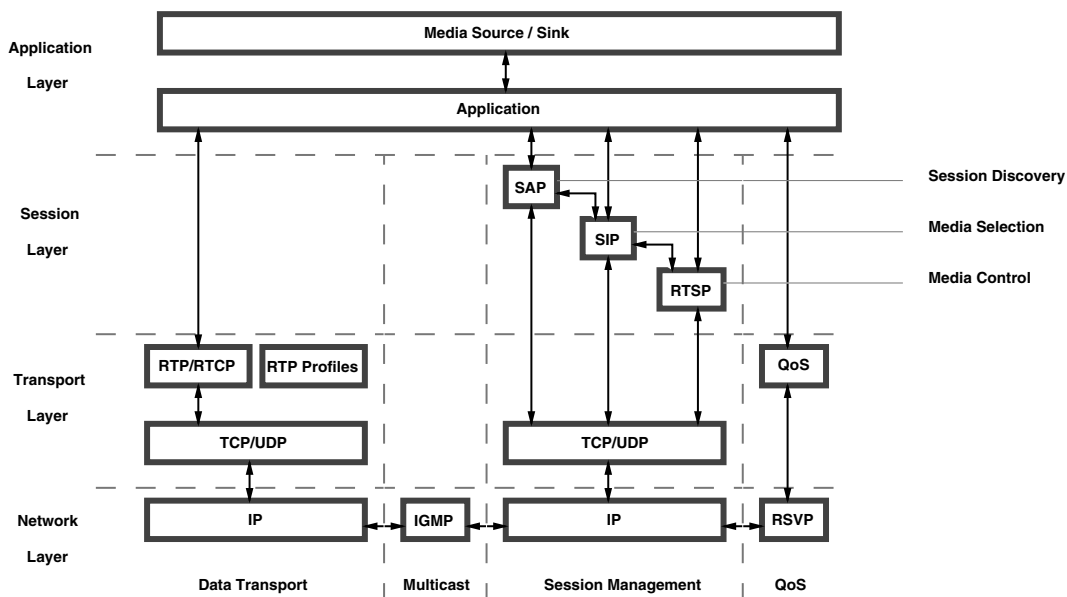 Media Source / Sink
Application
Layer
Application
SAP
Session Discovery
Session
Layer
SIP
Media Selection
RTSP
Media Control
Transport
Layer
RTP/RTCP
RTP Profiles
QoS
TCP/UDP
TCP/UDP
Network
Layer
IP
IGMP
IP
RSVP
Data Transport
Multicast
Session Management
QoS